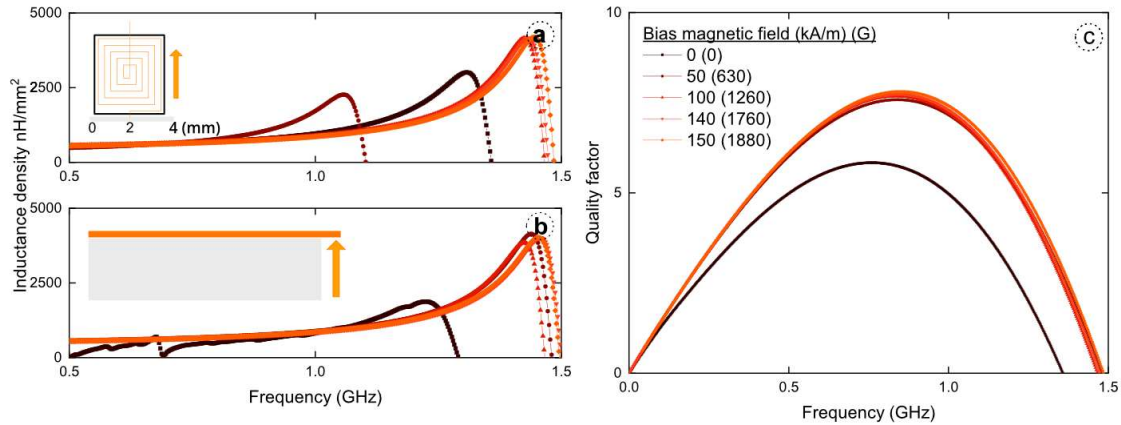 Inductance density nH/mm²
5000
2500
0
a
0 2 4 (mm)
0.5 1.0 1.5
5000
2500
0
b
0.5 1.0 1.5
Frequency (GHz)
Quality factor
10
5
0
c
Bias magnetic field (kA/m) (G)
0 (0)
50 (630)
100 (1260)
140 (1760)
150 (1880)
0.0 0.5 1.0 1.5
Frequency (GHz)